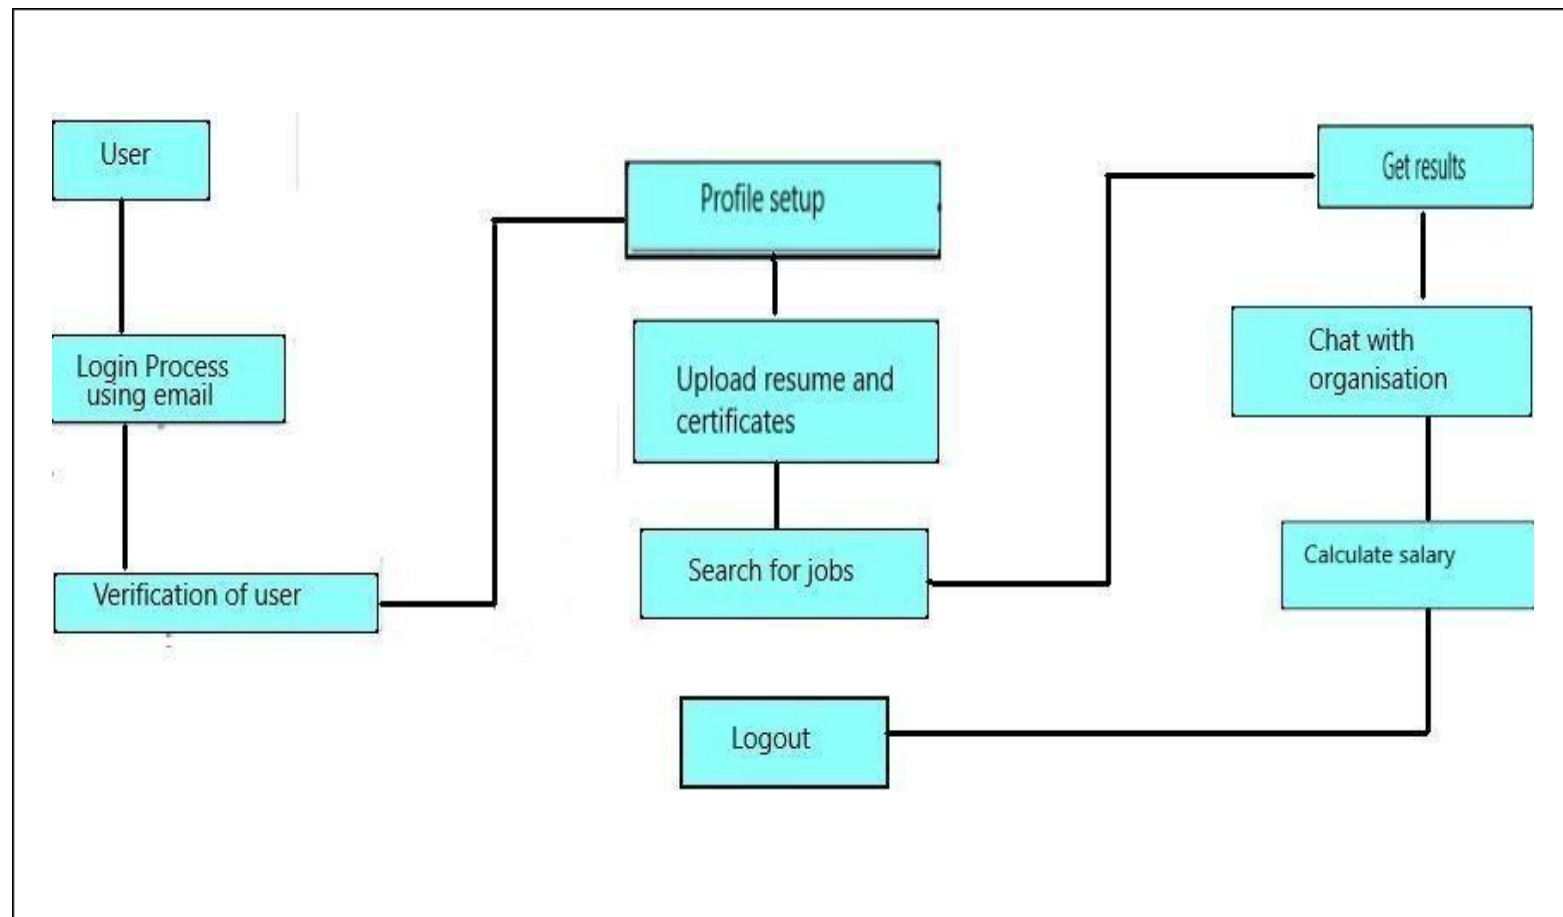 User
Login Process
using email
Verification of user
Profile setup
Upload resume and
certificates
Search for jobs
Get results
Chat with
organisation
Calculate salary
Logout